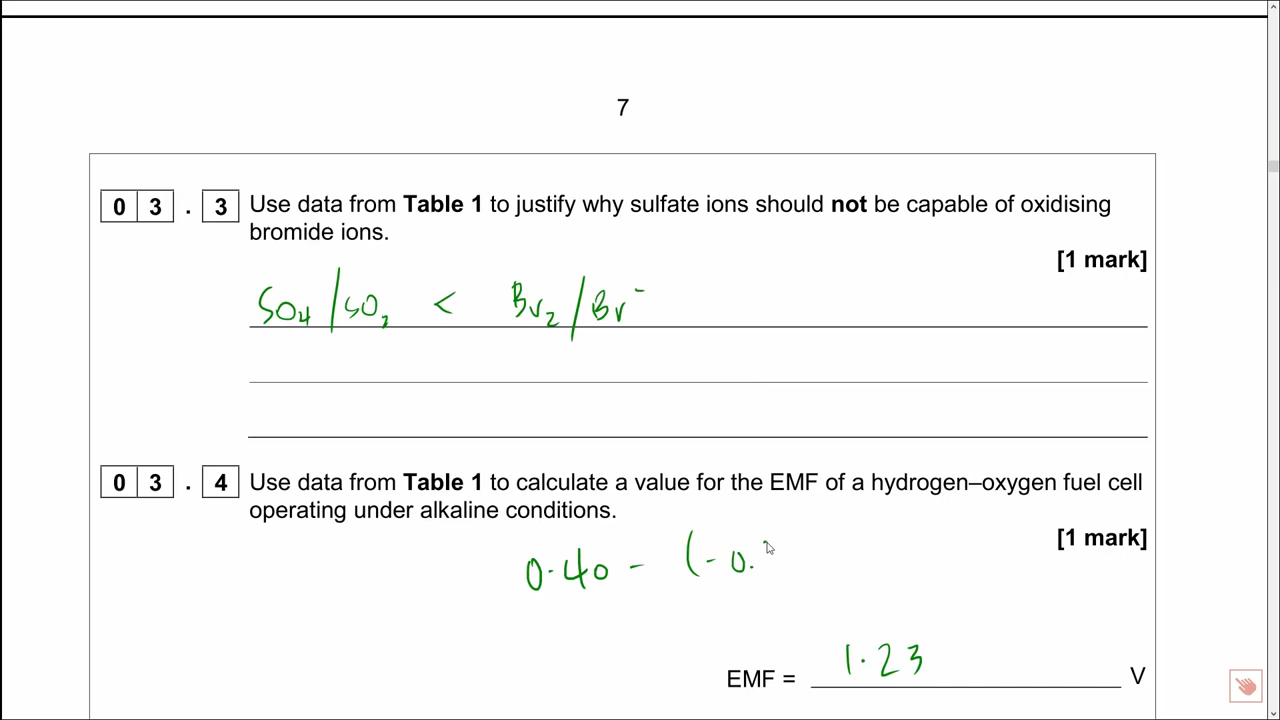 7
0 3 . 3 Use data from Table 1 to justify why sulfate ions should not be capable of oxidising
bromide ions.
[1 mark]
SO4 / SO2 < Br2 / Br-
0 3 . 4 Use data from Table 1 to calculate a value for the EMF of a hydrogen–oxygen fuel cell
operating under alkaline conditions.
[1 mark]
0.40 - (-0.
1.23
EMF = V